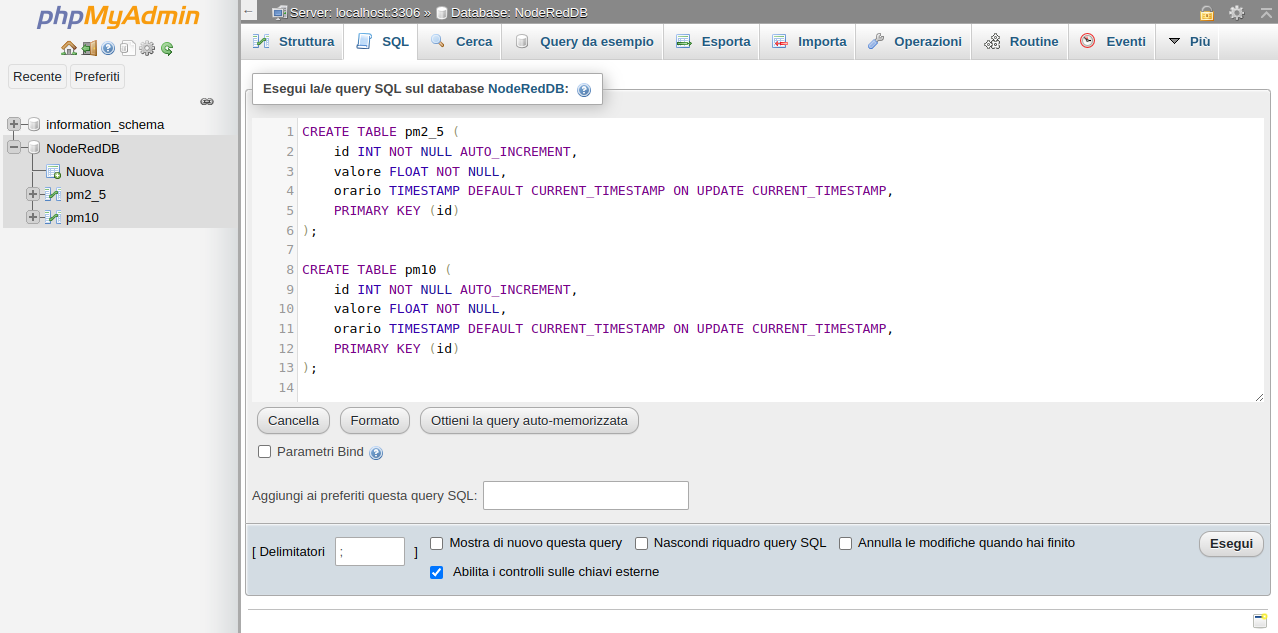 phpMyAdmin
Recente Preferiti
information_schema
NodeRedDB
Nuova
pm2_5
pm10
Server: localhost:3306 » Database: NodeRedDB
Struttura SQL Cerca Query da esempio Esporta Importa Operazioni Routine Eventi Più
Esegui la/e query SQL sul database NodeRedDB:
1 CREATE TABLE pm2_5 (
2 id INT NOT NULL AUTO_INCREMENT,
3 valore FLOAT NOT NULL,
4 orario TIMESTAMP DEFAULT CURRENT_TIMESTAMP ON UPDATE CURRENT_TIMESTAMP,
5 PRIMARY KEY (id)
6 );
7
8 CREATE TABLE pm10 (
9 id INT NOT NULL AUTO_INCREMENT,
10 valore FLOAT NOT NULL,
11 orario TIMESTAMP DEFAULT CURRENT_TIMESTAMP ON UPDATE CURRENT_TIMESTAMP,
12 PRIMARY KEY (id)
13 );
14
Cancella Formato Ottieni la query auto-memorizzata
Parametri Bind
Aggiungi ai preferiti questa query SQL:
[ Delimitatori ; ] Mostra di nuovo questa query Nascondi riquadro query SQL Annulla le modifiche quando hai finito Esegui
Abilita i controlli sulle chiavi esterne